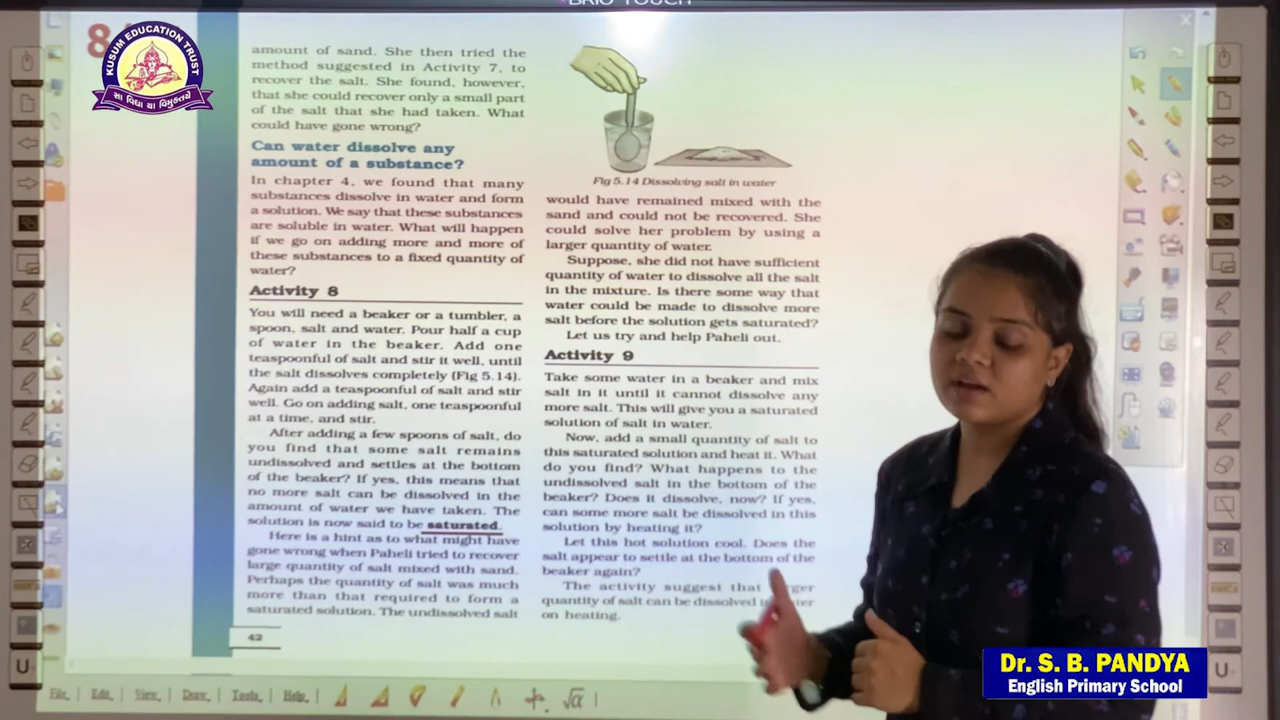 BRIO TOUCH
8
KUSUM EDUCATION TRUST
સા વિદ્યા યા વિમુક્તયે
amount of sand. She then tried the
method suggested in Activity 7, to
recover the salt. She found, however,
that she could recover only a small part
of the salt that she had taken. What
could have gone wrong?
Can water dissolve any
amount of a substance?
In chapter 4, we found that many
substances dissolve in water and form
a solution. We say that these substances
are soluble in water. What will happen
if we go on adding more and more of
these substances to a fixed quantity of
water?
Activity 8
You will need a beaker or a tumbler, a
spoon, salt and water. Pour half a cup
of water in the beaker. Add one
teaspoonful of salt and stir it well, until
the salt dissolves completely (Fig 5.14).
Again add a teaspoonful of salt and stir
well. Go on adding salt, one teaspoonful
at a time, and stir.
After adding a few spoons of salt, do
you find that some salt remains
undissolved and settles at the bottom
of the beaker? If yes, this means that
no more salt can be dissolved in the
amount of water we have taken. The
solution is now said to be saturated.
Here is a hint as to what might have
gone wrong when Paheli tried to recover
large quantity of salt mixed with sand.
Perhaps the quantity of salt was much
more than that required to form a
saturated solution. The undissolved salt
42
Fig 5.14 Dissolving salt in water
would have remained mixed with the
sand and could not be recovered. She
could solve her problem by using a
larger quantity of water.
Suppose, she did not have sufficient
quantity of water to dissolve all the salt
in the mixture. Is there some way that
water could be made to dissolve more
salt before the solution gets saturated?
Let us try and help Paheli out.
Activity 9
Take some water in a beaker and mix
salt in it until it cannot dissolve any
more salt. This will give you a saturated
solution of salt in water.
Now, add a small quantity of salt to
this saturated solution and heat it. What
do you find? What happens to the
undissolved salt in the bottom of the
beaker? Does it dissolve, now? If yes,
can some more salt be dissolved in this
solution by heating it?
Let this hot solution cool. Does the
salt appear to settle at the bottom of the
beaker again?
The activity suggest that
quantity of salt can be dissolved
on heating.
File Edit View Draw Tools Help
√α
U
U
Dr. S. B. PANDYA
English Primary School